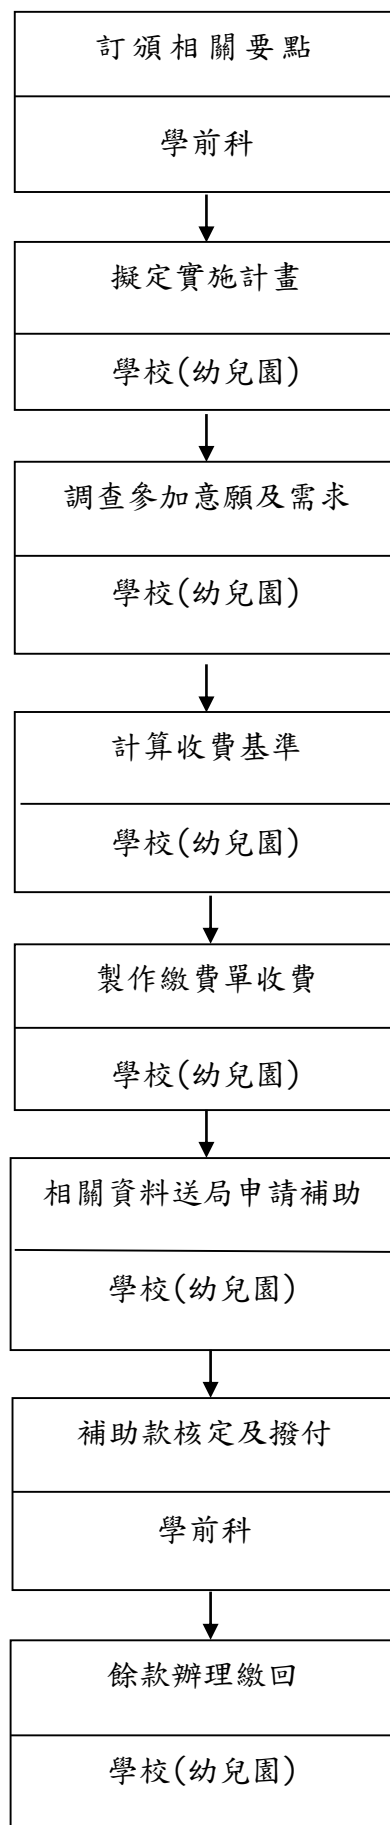 訂頒相關要點
學前科
擬定實施計畫
學校(幼兒園)
調查參加意願及需求
學校(幼兒園)
計算收費基準
學校(幼兒園)
製作繳費單收費
學校(幼兒園)
相關資料送局申請補助
學校(幼兒園)
補助款核定及撥付
學前科
餘款辦理繳回
學校(幼兒園)